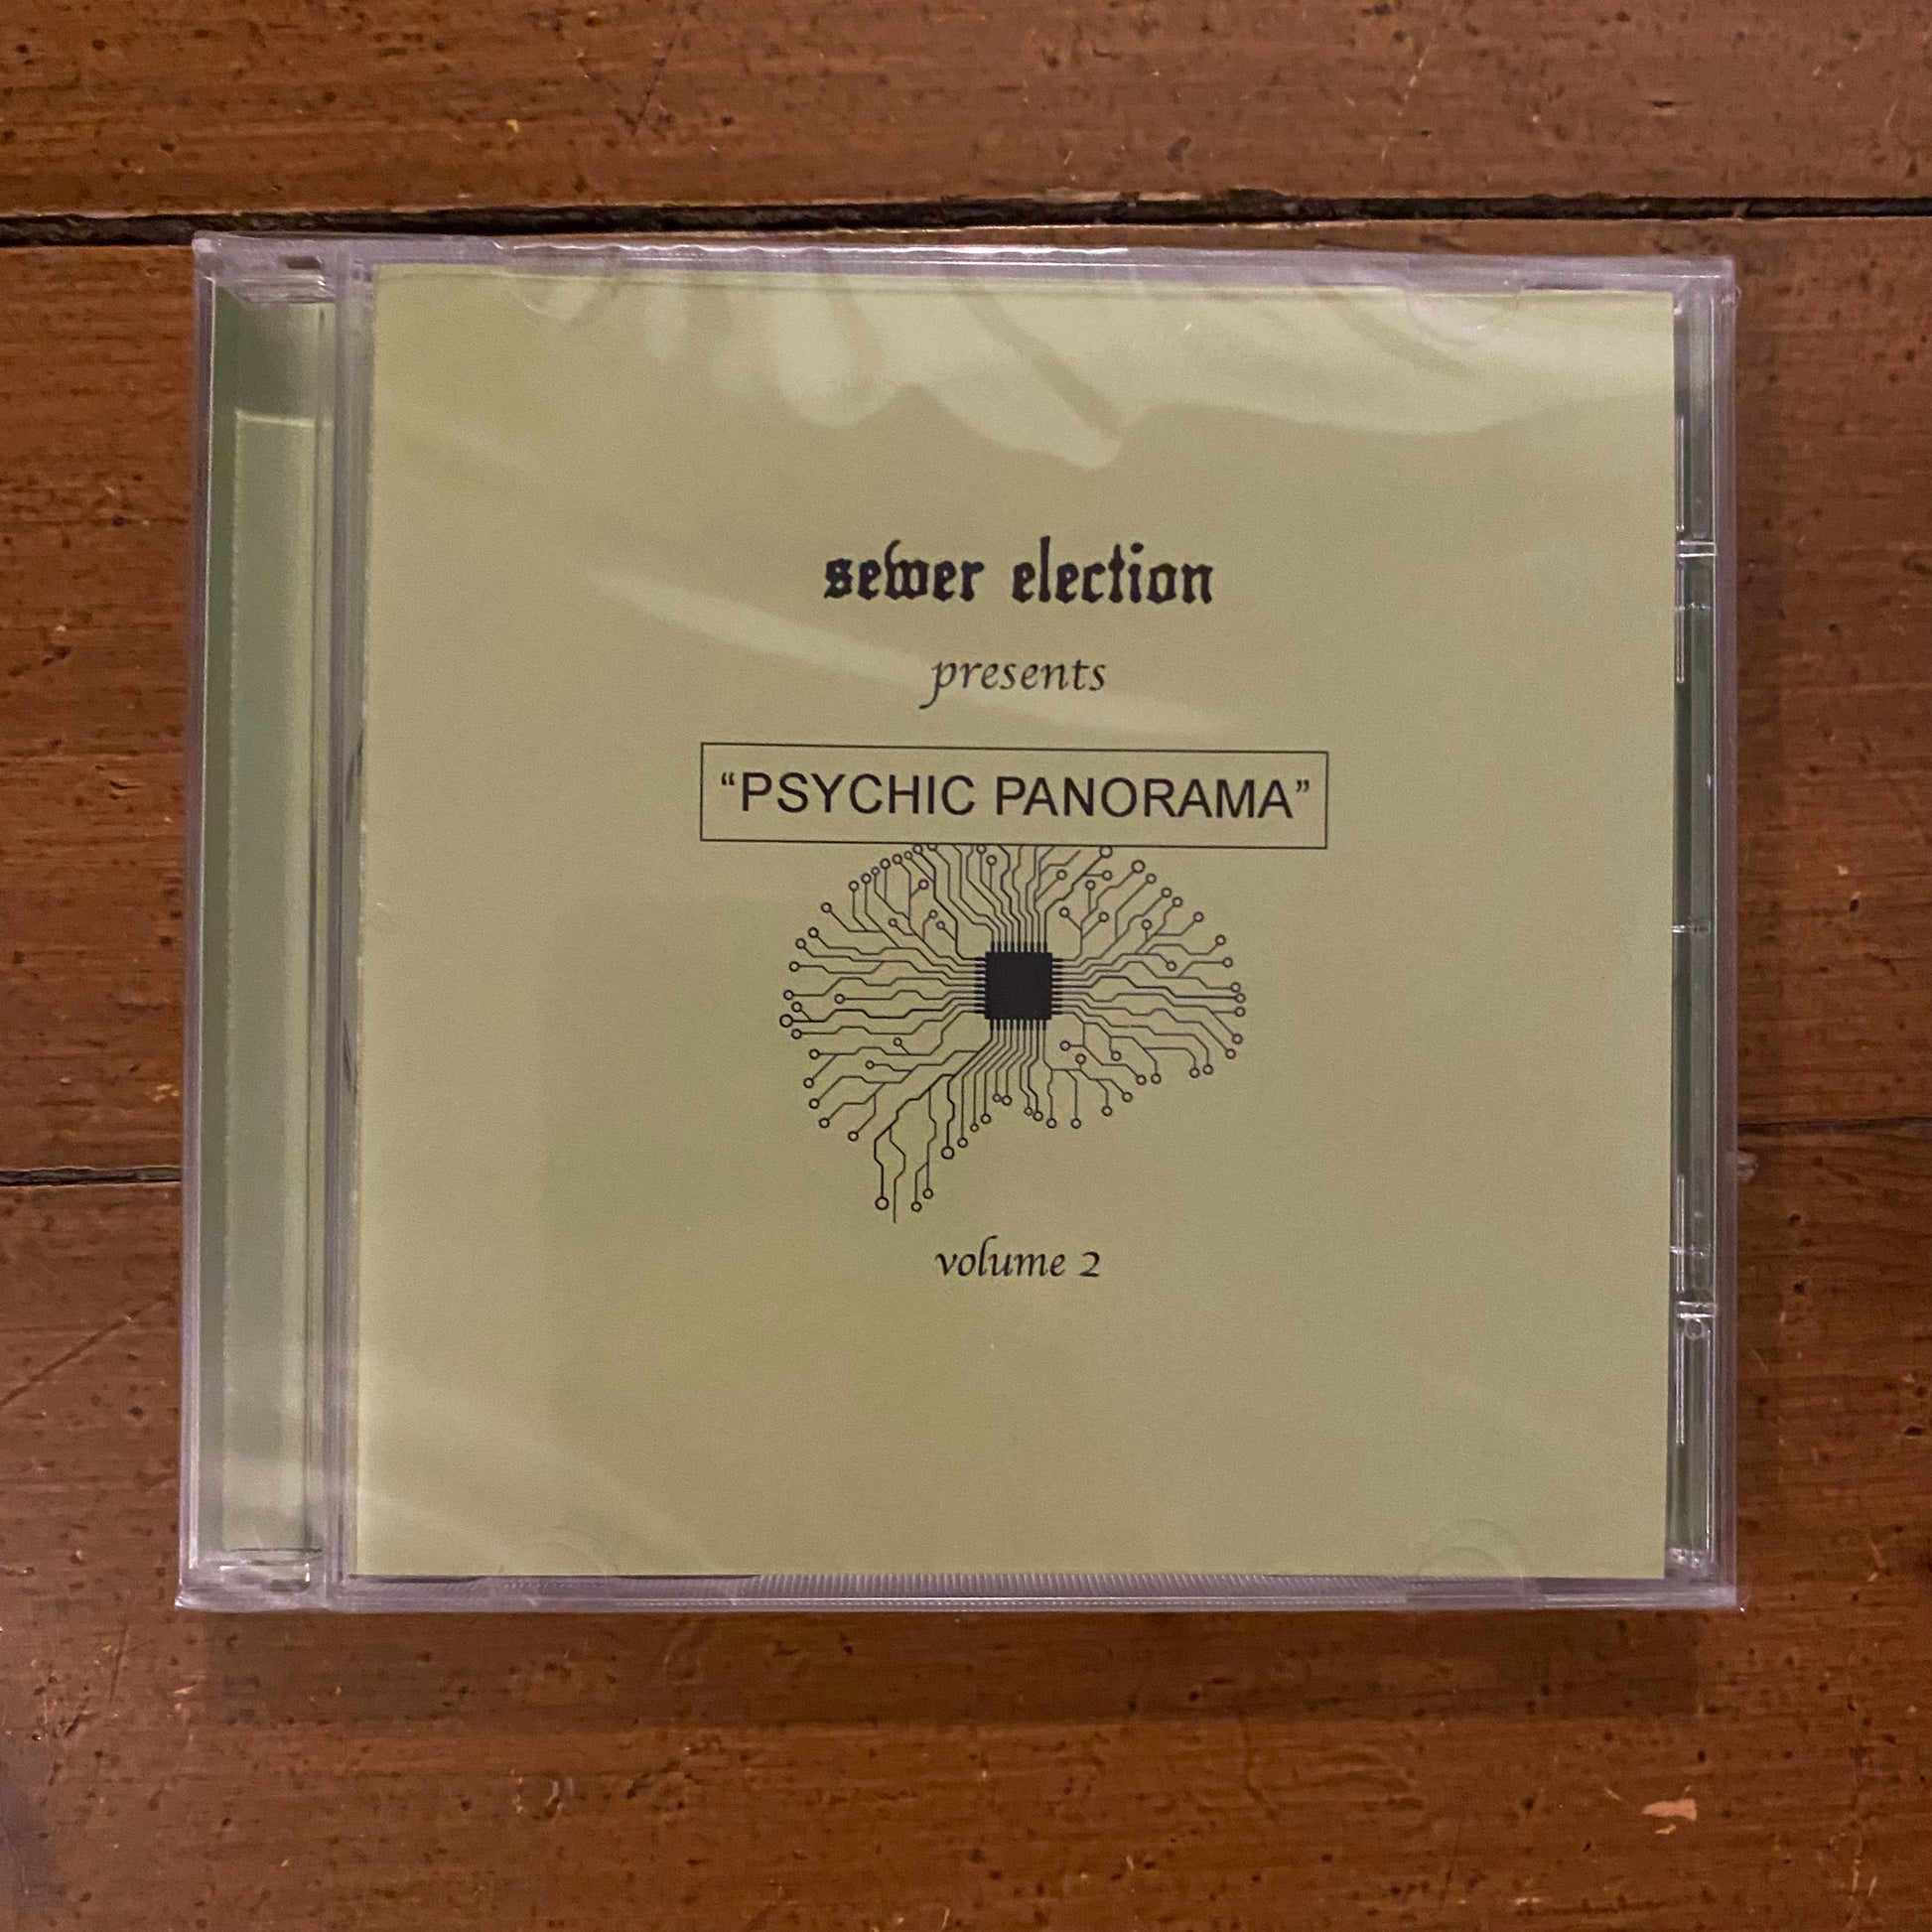 sewer election
presents
“PSYCHIC PANORAMA”
volume 2